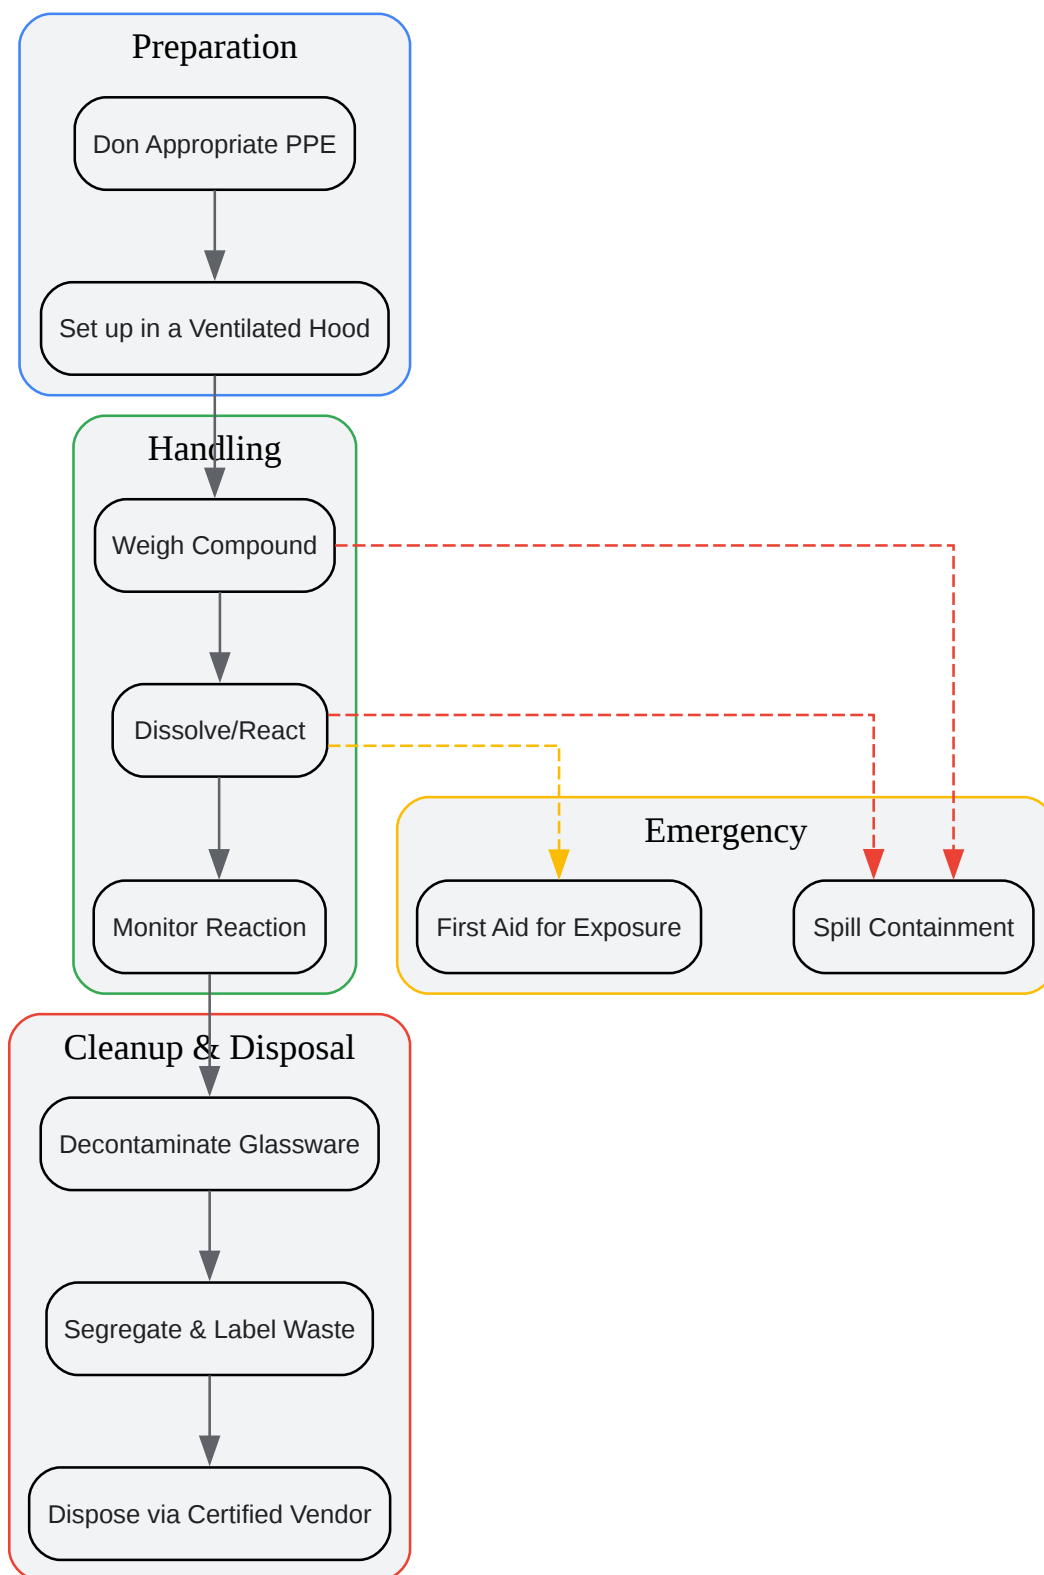 Preparation
Don Appropriate PPE
Set up in a Ventilated Hood
Handling
Weigh Compound
Dissolve/React
Monitor Reaction
Emergency
First Aid for Exposure
Spill Containment
Cleanup & Disposal
Decontaminate Glassware
Segregate & Label Waste
Dispose via Certified Vendor